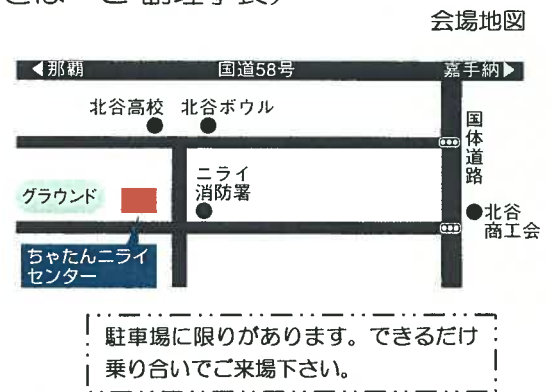 会場地図
◀那覇 国道58号 嘉手納▶
北谷高校 北谷ボウル
国体道路
ニライ
消防署
グラウンド
●北谷
商工会
ちゃたんニライ
センター
駐車場に限りがあります。できるだけ
乗り合いでご来場下さい。